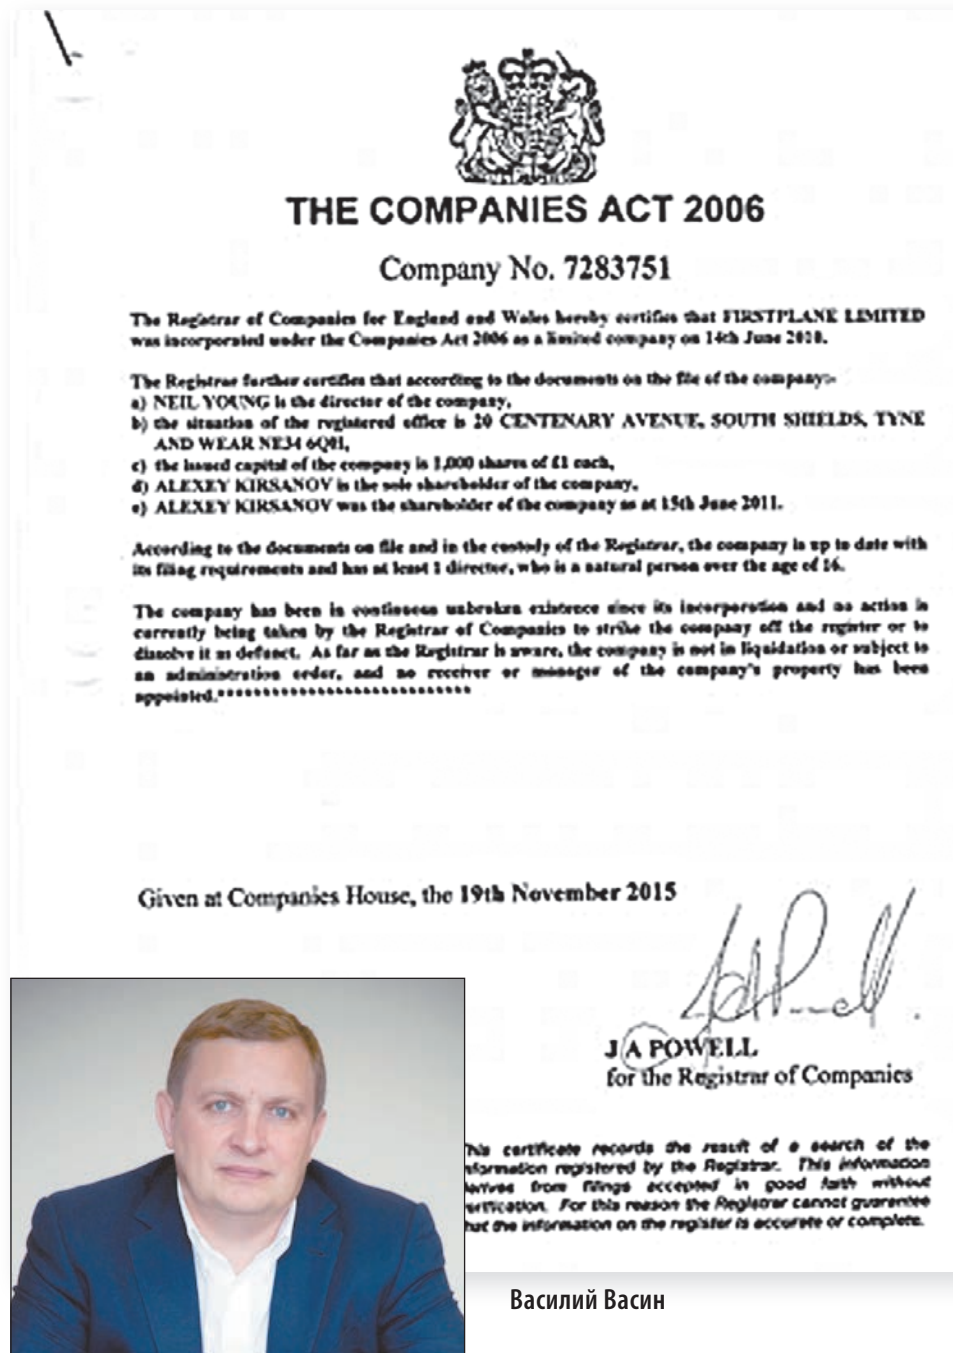 THE COMPANIES ACT 2006
Company No. 7283751
The Registrar of Companies for England and Wales hereby certifies that FIRSTPLANE LIMITED
was incorporated under the Companies Act 2006 as a limited company on 14th June 2010.
The Registrar further certifies that according to the documents on the file of the company:-
a) NEIL YOUNG is the director of the company,
b) the situation of the registered office is 20 CENTENARY AVENUE, SOUTH SHIELDS, TYNE
AND WEAR NE34 6QH,
c) the issued capital of the company is 1,000 shares of £1 each,
d) ALEXEY KIRSANOV is the sole shareholder of the company,
e) ALEXEY KIRSANOV was the shareholder of the company as at 15th June 2011.
According to the documents on file and in the custody of the Registrar, the company is up to date with
its filing requirements and has at least 1 director, who is a natural person over the age of 16.
The company has been in continuous unbroken existence since its incorporation and no action is
currently being taken by the Registrar of Companies to strike the company off the register or to
dissolve it as defunct. As far as the Registrar is aware, the company is not in liquidation or subject to
an administration order, and no receiver or manager of the company's property has been
appointed.****************************
Given at Companies House, the 19th November 2015
J A POWELL
for the Registrar of Companies
This certificate records the result of a search of the
information registered by the Registrar. This information
derives from filings accepted in good faith without
verification. For this reason the Registrar cannot guarantee
that the information on the register is accurate or complete.
Василий Васин